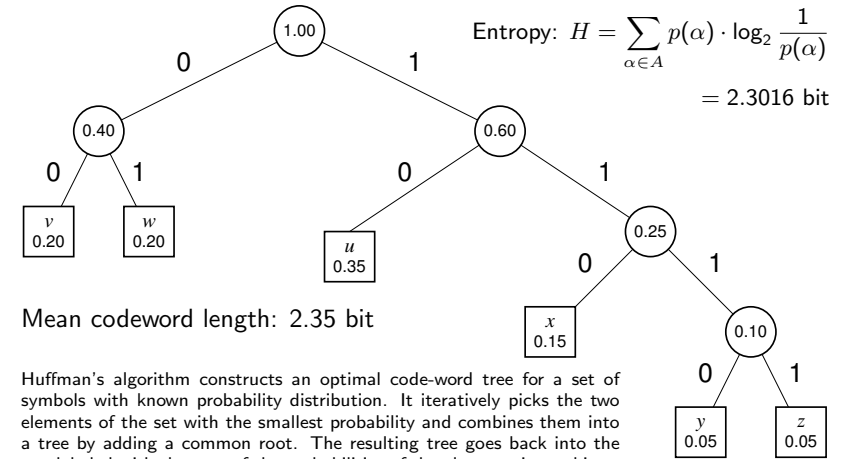 1.00
Entropy: H = ∑ α∈A p(α) · log₂ 1/p(α)
= 2.3016 bit
0 1
0.40 0.60
0 1 0 1
v 0.20
w 0.20
u 0.35
0.25
0 1
Mean codeword length: 2.35 bit
x 0.15
0.10
0 1
y 0.05
z 0.05
Huffman's algorithm constructs an optimal code-word tree for a set of
symbols with known probability distribution. It iteratively picks the two
elements of the set with the smallest probability and combines them into
a tree by adding a common root. The resulting tree goes back into the